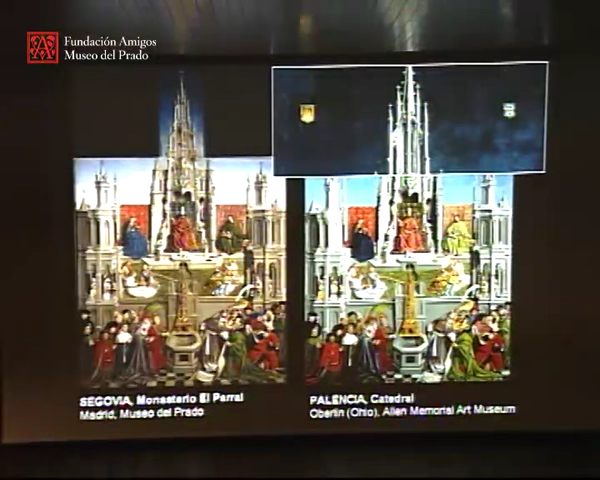 Fundación Amigos
Museo del Prado
SEGOVIA, Monasterio El Parral
Madrid, Museo del Prado
PALENCIA, Catedral
Oberlin (Ohio), Allen Memorial Art Museum